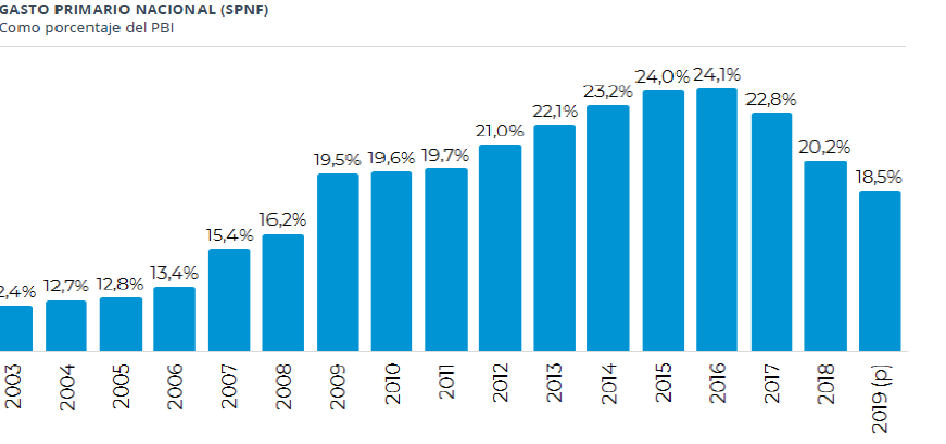 GASTO PRIMARIO NACIONAL (SPNF)
Como porcentaje del PBI
2,4% 12,7% 12,8% 13,4% 15,4% 16,2% 19,5% 19,6% 19,7% 21,0% 22,1% 23,2% 24,0% 24,1% 22,8% 20,2% 18,5%
2003 2004 2005 2006 2007 2008 2009 2010 2011 2012 2013 2014 2015 2016 2017 2018 2019 (p)